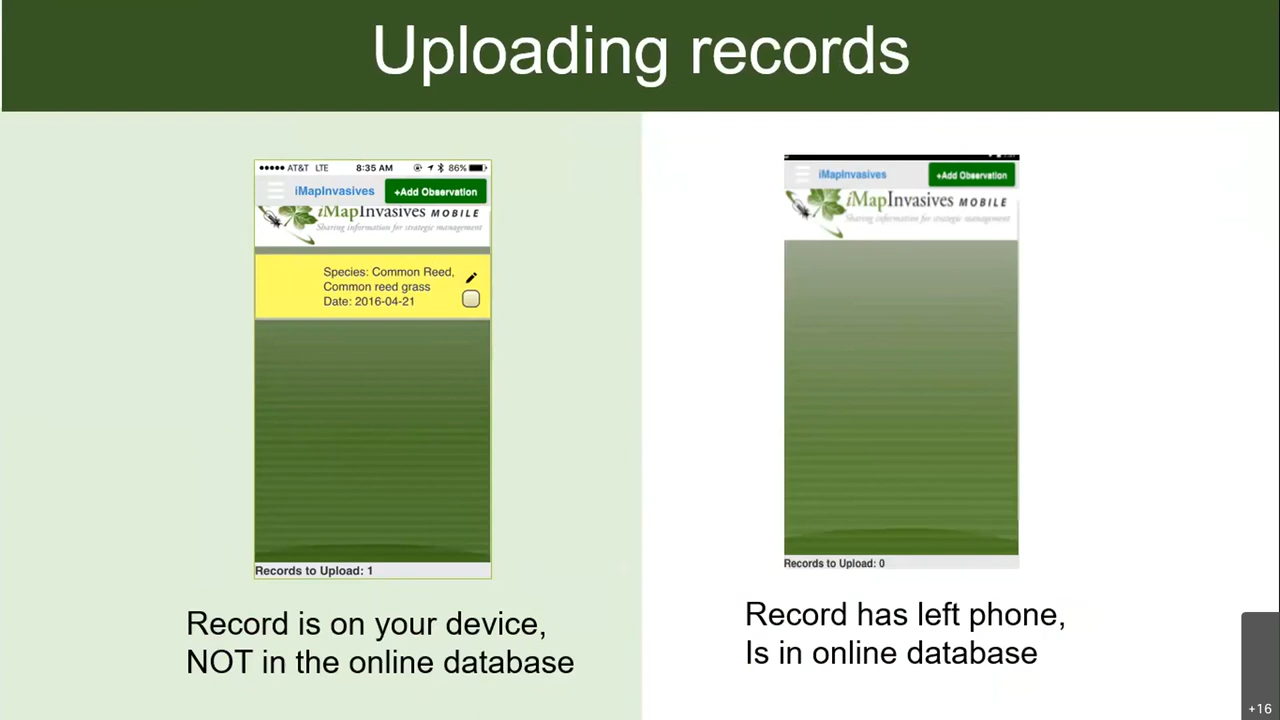 Uploading records
AT&T LTE 8:35 AM 86%
iMapInvasives +Add Observation
iMapInvasives MOBILE
Sharing information for strategic management
Species: Common Reed,
Common reed grass
Date: 2016-04-21
Records to Upload: 1
Record is on your device,
NOT in the online database
iMapInvasives +Add Observation
iMapInvasives MOBILE
Sharing information for strategic management
Records to Upload: 0
Record has left phone,
Is in online database
+16